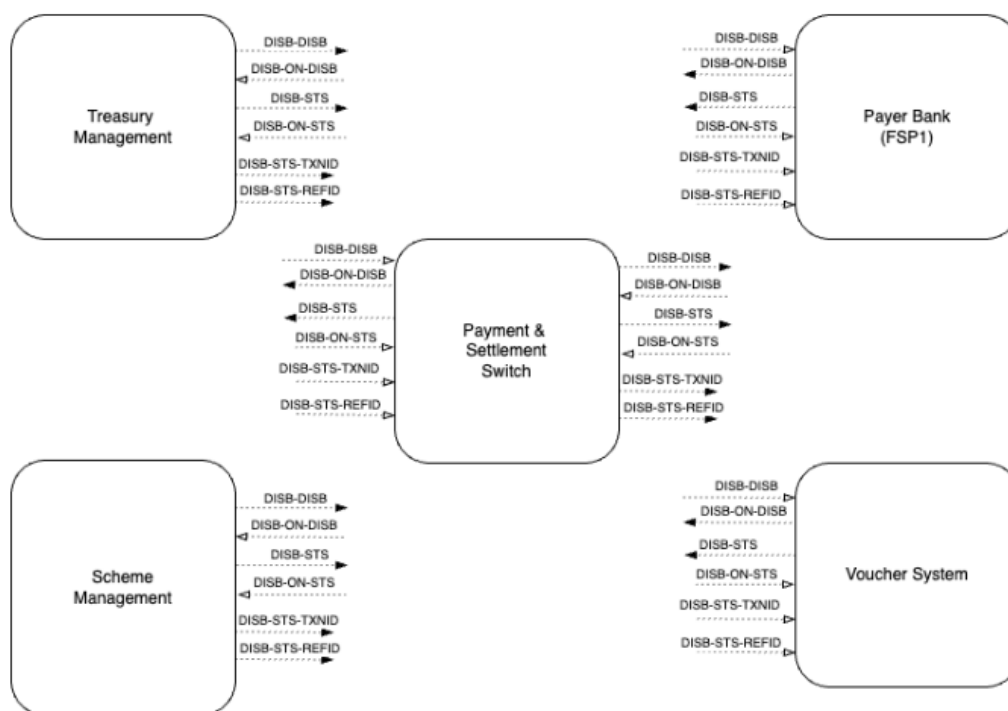 DISB-DISB
DISB-ON-DISB
DISB-STS
DISB-ON-STS
DISB-STS-TXNID
DISB-STS-REFID
Treasury
Management
DISB-DISB
DISB-ON-DISB
DISB-STS
DISB-ON-STS
DISB-STS-TXNID
DISB-STS-REFID
Payer Bank
(FSP1)
DISB-DISB
DISB-ON-DISB
DISB-STS
DISB-ON-STS
DISB-STS-TXNID
DISB-STS-REFID
Payment &
Settlement
Switch
DISB-DISB
DISB-ON-DISB
DISB-STS
DISB-ON-STS
DISB-STS-TXNID
DISB-STS-REFID
Scheme
Management
DISB-DISB
DISB-ON-DISB
DISB-STS
DISB-ON-STS
DISB-STS-TXNID
DISB-STS-REFID
DISB-DISB
DISB-ON-DISB
DISB-STS
DISB-ON-STS
DISB-STS-TXNID
DISB-STS-REFID
Voucher System